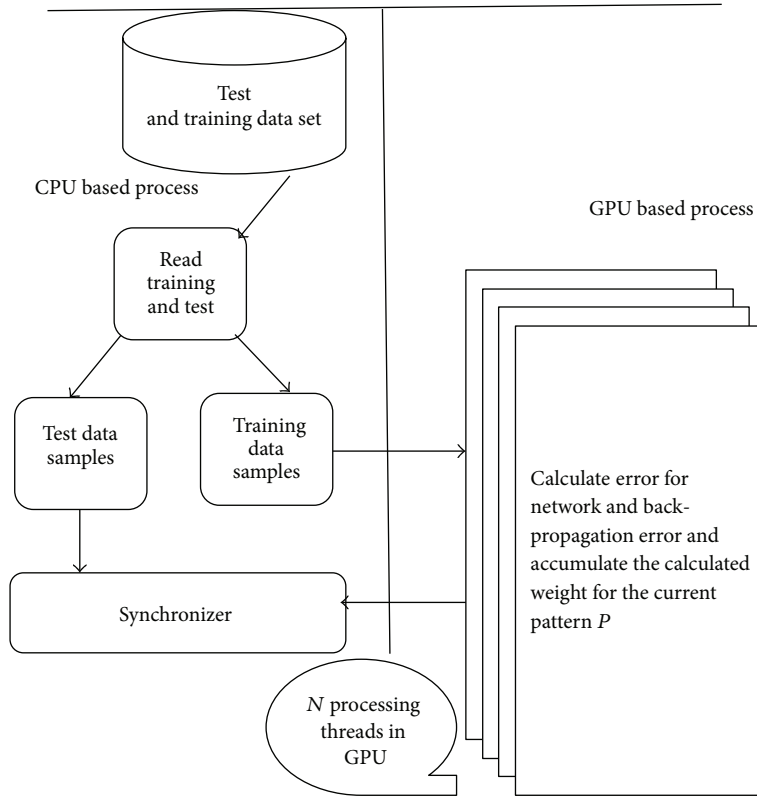 Test
and training data set
CPU based process
GPU based process
Read
training
and test
Test data
samples
Training
data
samples
Calculate error for
network and back-
propagation error and
accumulate the calculated
weight for the current
pattern P
Synchronizer
N processing
threads in
GPU